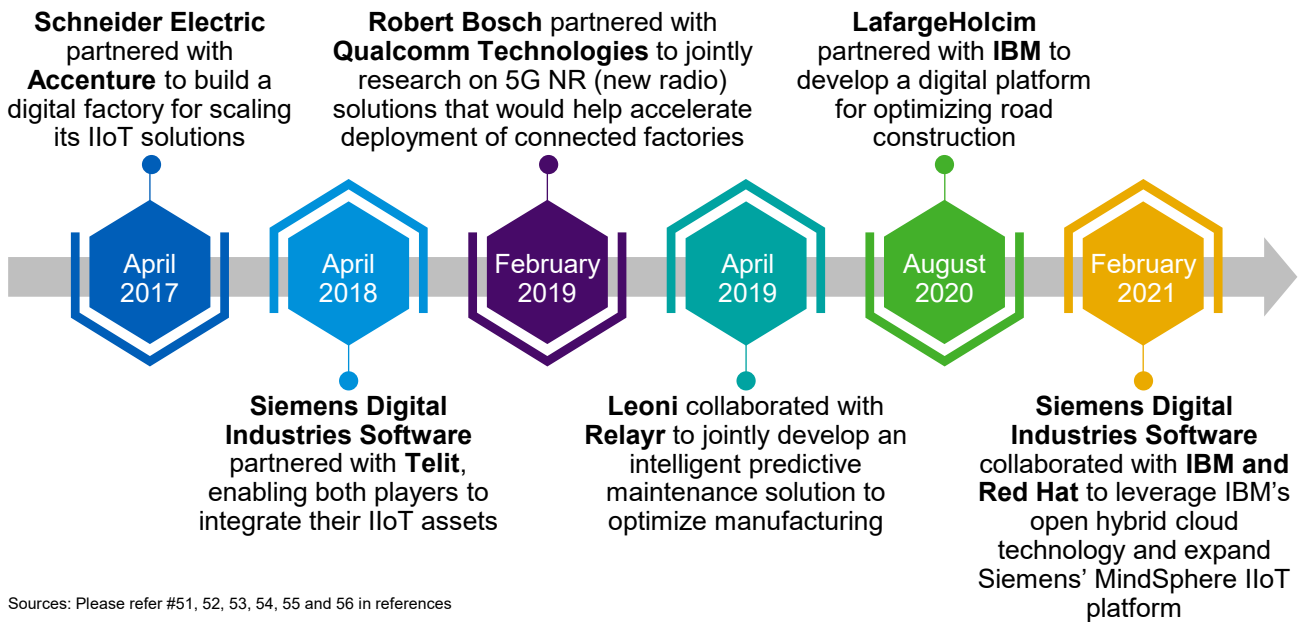 Schneider Electric
partnered with
Accenture to build a
digital factory for scaling
its IIoT solutions
Robert Bosch partnered with
Qualcomm Technologies to jointly
research on 5G NR (new radio)
solutions that would help accelerate
deployment of connected factories
LafargeHolcim
partnered with IBM to
develop a digital platform
for optimizing road
construction
April
2017
April
2018
February
2019
April
2019
August
2020
February
2021
Siemens Digital
Industries Software
partnered with Telit,
enabling both players to
integrate their IIoT assets
Leoni collaborated with
Relayr to jointly develop an
intelligent predictive
maintenance solution to
optimize manufacturing
Siemens Digital
Industries Software
collaborated with IBM and
Red Hat to leverage IBM’s
open hybrid cloud
technology and expand
Siemens’ MindSphere IIoT
platform
Sources: Please refer #51, 52, 53, 54, 55 and 56 in references